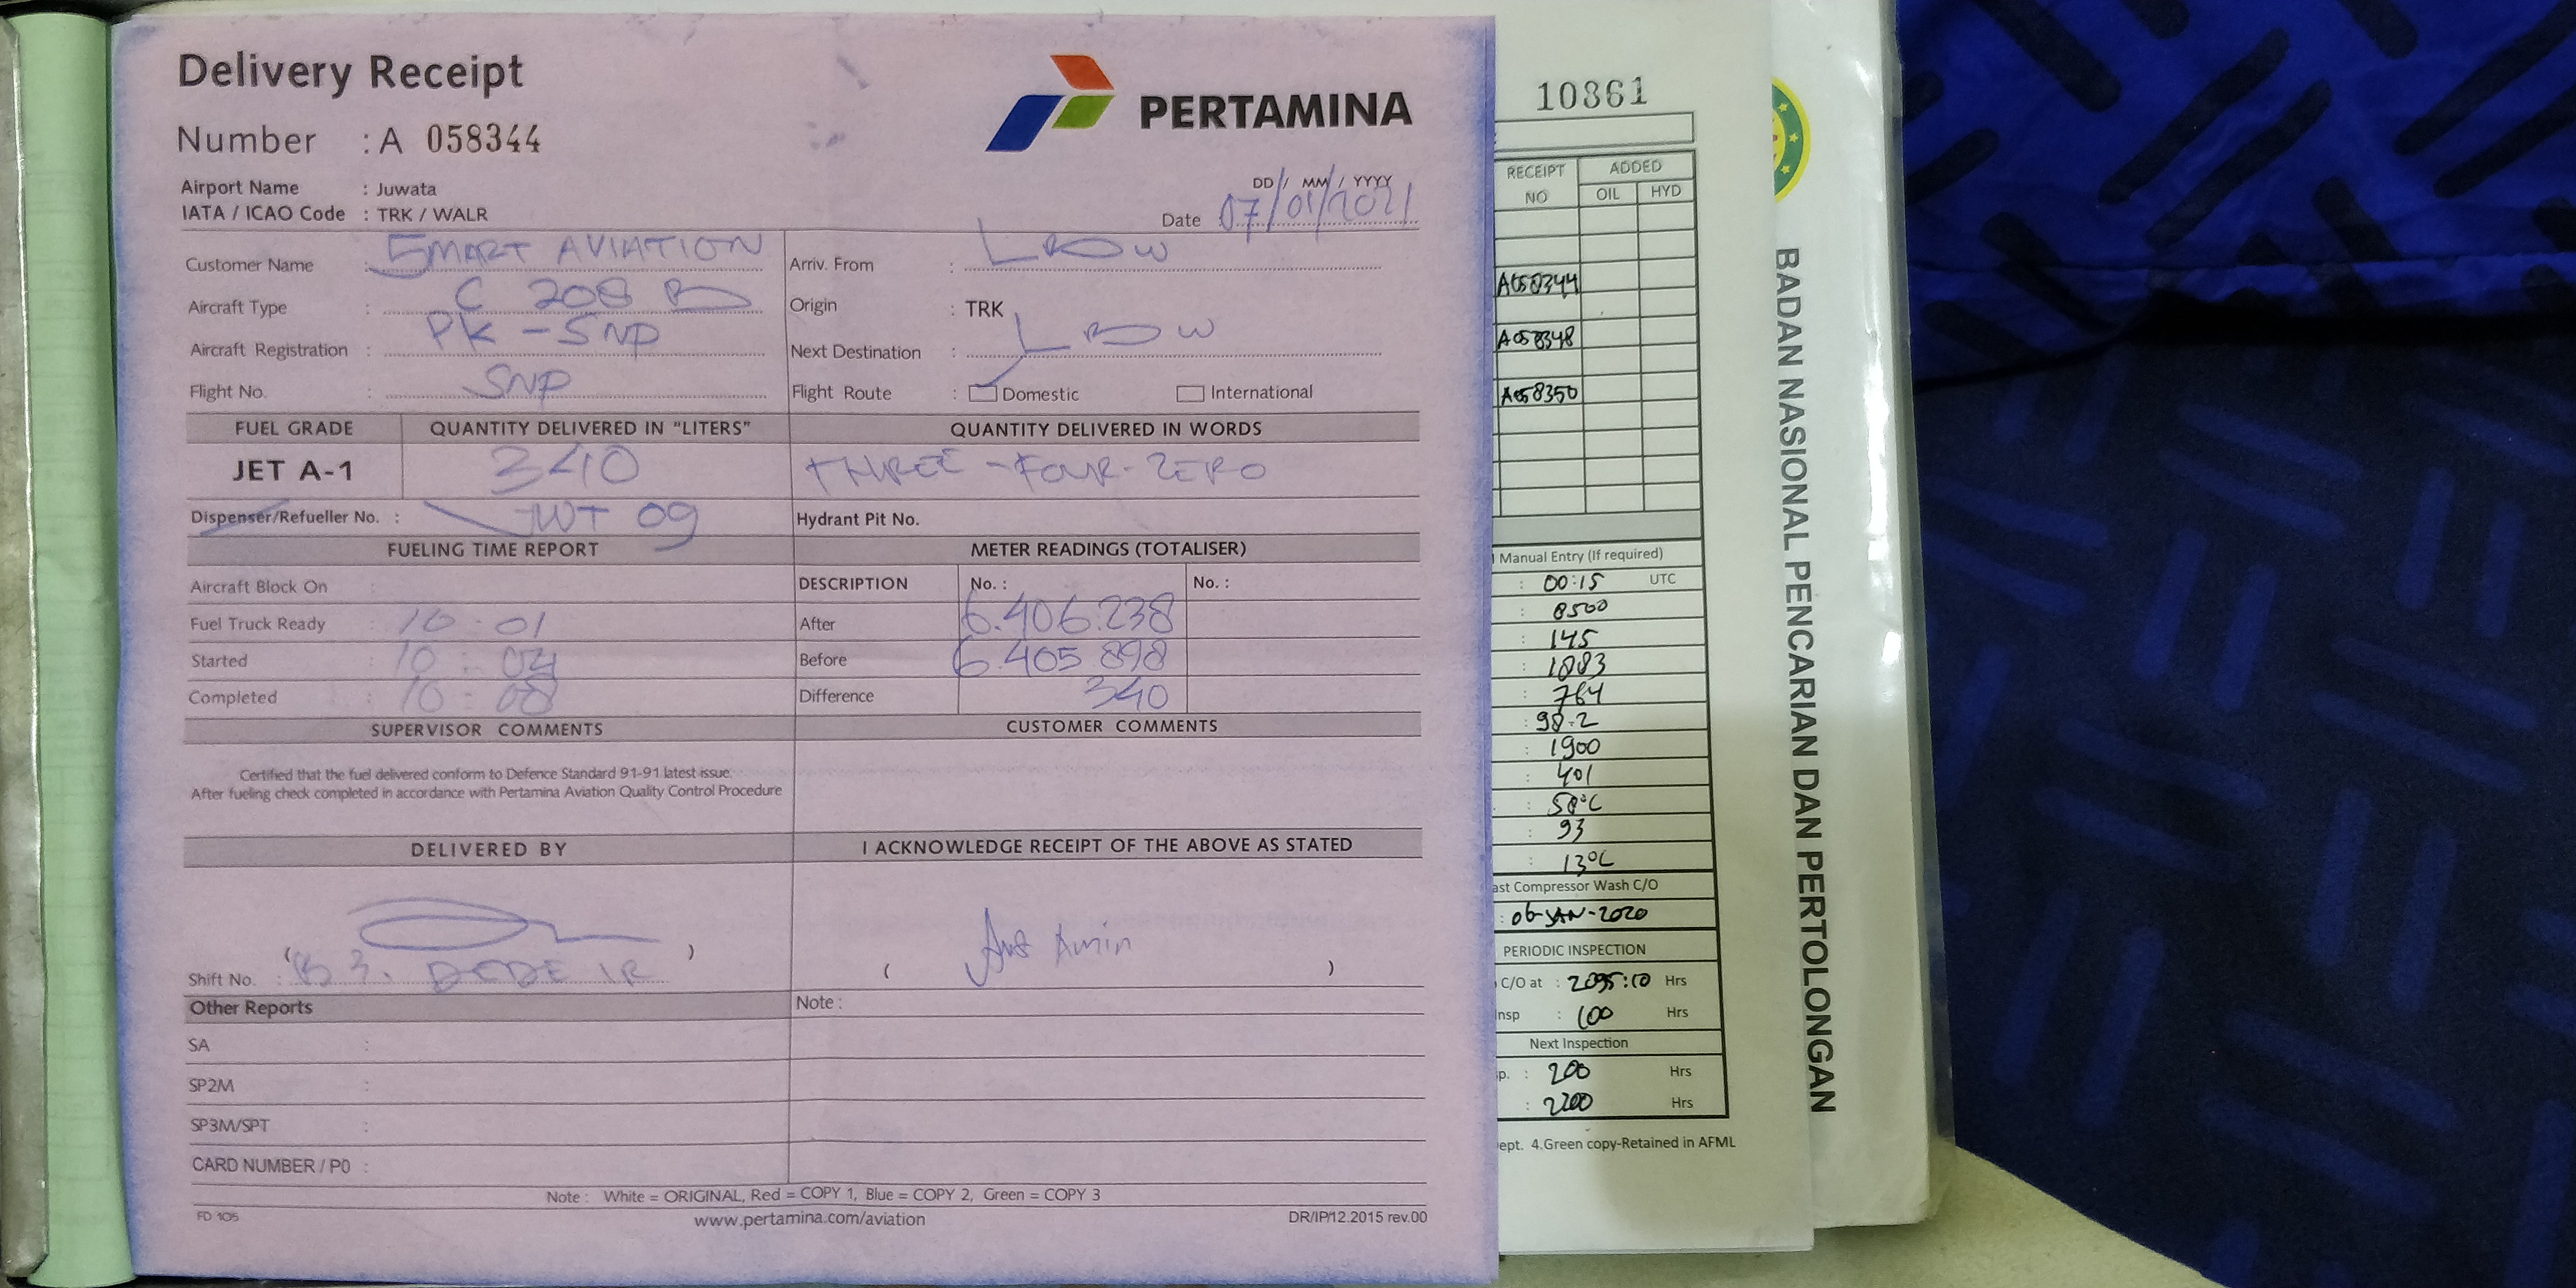 Delivery Receipt
Number : A 058344
PERTAMINA
Airport Name : Juwata
IATA / ICAO Code : TRK / WALR
DD / MM / YYYY
Date 07/01/2021
Customer Name : SMART AVIATION
Aircraft Type : C 208 B
Aircraft Registration : PK - SNP
Flight No. : SNP
Arriv. From : LBW
Origin : TRK
Next Destination : LBW
Flight Route : Domestic International
FUEL GRADE QUANTITY DELIVERED IN "LITERS" QUANTITY DELIVERED IN WORDS
JET A-1 340 THREE - FOUR - ZERO
Dispenser/Refueller No. : JWT 09 Hydrant Pit No.
FUELING TIME REPORT METER READINGS (TOTALISER)
Aircraft Block On : DESCRIPTION No. : No. :
Fuel Truck Ready : 10 : 01 After 6.406.238
Started : 10 : 04 Before 6.405 898
Completed : 10 : 08 Difference 340
SUPERVISOR COMMENTS CUSTOMER COMMENTS
Certified that the fuel delivered conform to Defence Standard 91-91 latest issue.
After fueling check completed in accordance with Pertamina Aviation Quality Control Procedure
DELIVERED BY I ACKNOWLEDGE RECEIPT OF THE ABOVE AS STATED
Amin
Shift No. : B 3. DEDE IR ( )
Other Reports Note :
SA :
SP2M :
SP3M/SPT :
CARD NUMBER / P0 :
Note : White = ORIGINAL, Red = COPY 1, Blue = COPY 2, Green = COPY 3
FD 105 www.pertamina.com/aviation DR/IP/12.2015 rev.00
10861
RECEIPT NO ADDED
OIL HYD
A058344
A058348
A058350
Manual Entry (If required)
: 00:15 UTC
: 8500
: 145
: 1883
: 764
: 98.2
: 1900
: 401
: 58°C
: 93
: 13°C
ast Compressor Wash C/O
: 06-JAN-2020
PERIODIC INSPECTION
C/O at : 2095:10 Hrs
nsp : 100 Hrs
Next Inspection
p. : 200 Hrs
: 2200 Hrs
ept. 4.Green copy-Retained in AFML
BADAN NASIONAL PENCARIAN DAN PERTOLONGAN